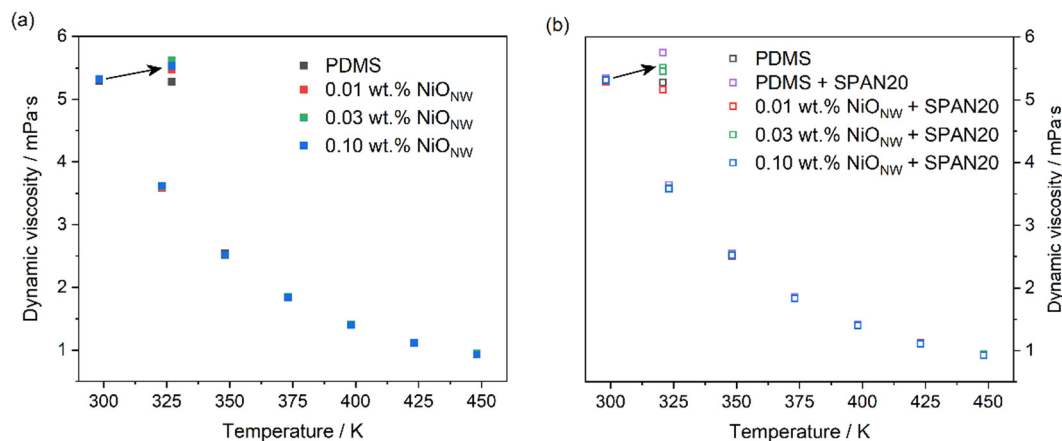 (a)
6
5
4
3
2
1
Dynamic viscosity / mPa·s
PDMS
0.01 wt.% NiO_NW
0.03 wt.% NiO_NW
0.10 wt.% NiO_NW
300 325 350 375 400 425 450
Temperature / K
(b)
PDMS
PDMS + SPAN20
0.01 wt.% NiO_NW + SPAN20
0.03 wt.% NiO_NW + SPAN20
0.10 wt.% NiO_NW + SPAN20
6
5
4
3
2
1
Dynamic viscosity / mPa·s
300 325 350 375 400 425 450
Temperature / K